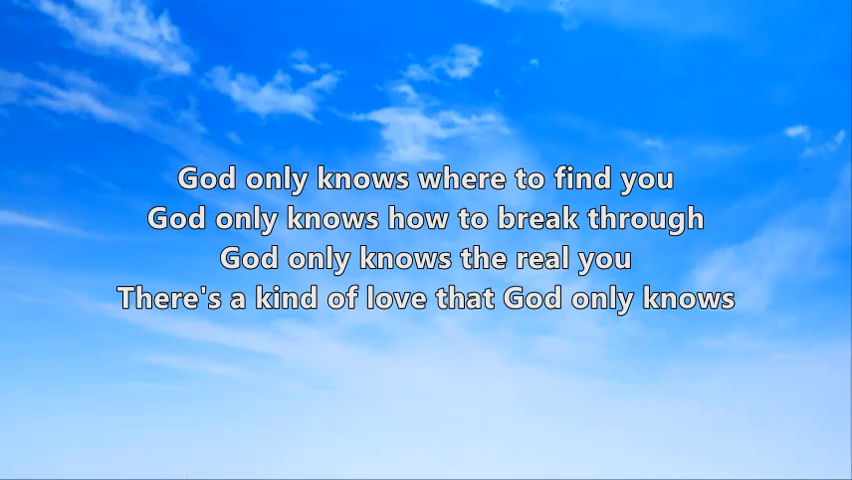 God only knows where to find you
God only knows how to break through
God only knows the real you
There's a kind of love that God only knows